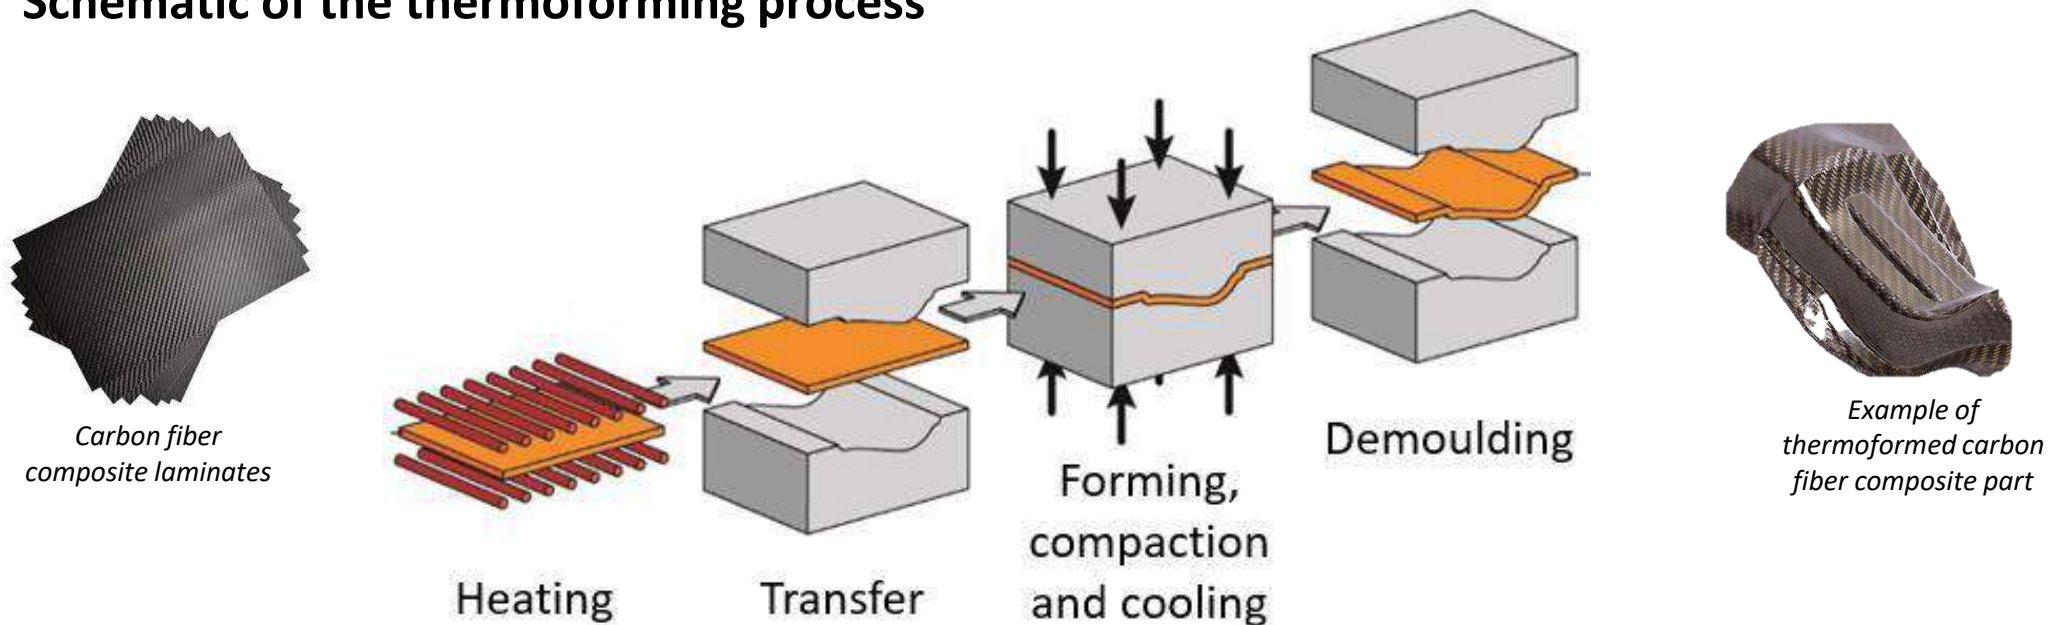 Schematic of the thermoforming process
Carbon fiber
composite laminates
Heating
Transfer
Forming,
compaction
and cooling
Demoulding
Example of
thermoformed carbon
fiber composite part